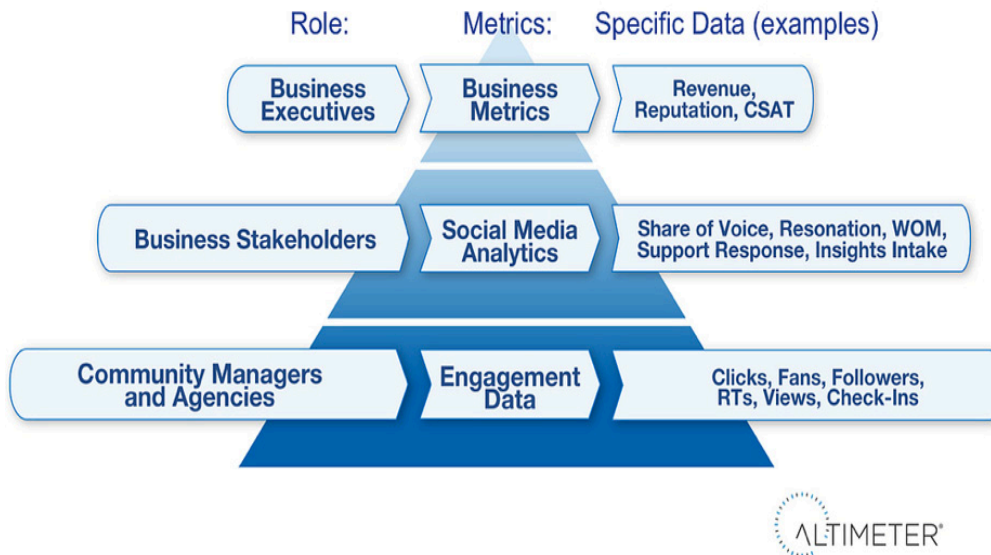 Role:
Metrics:
Specific Data (examples)
Business
Executives
Business
Metrics
Revenue,
Reputation, CSAT
Business Stakeholders
Social Media
Analytics
Share of Voice, Resonation, WOM,
Support Response, Insights Intake
Community Managers
and Agencies
Engagement
Data
Clicks, Fans, Followers,
RTs, Views, Check-Ins
ALTIMETER®